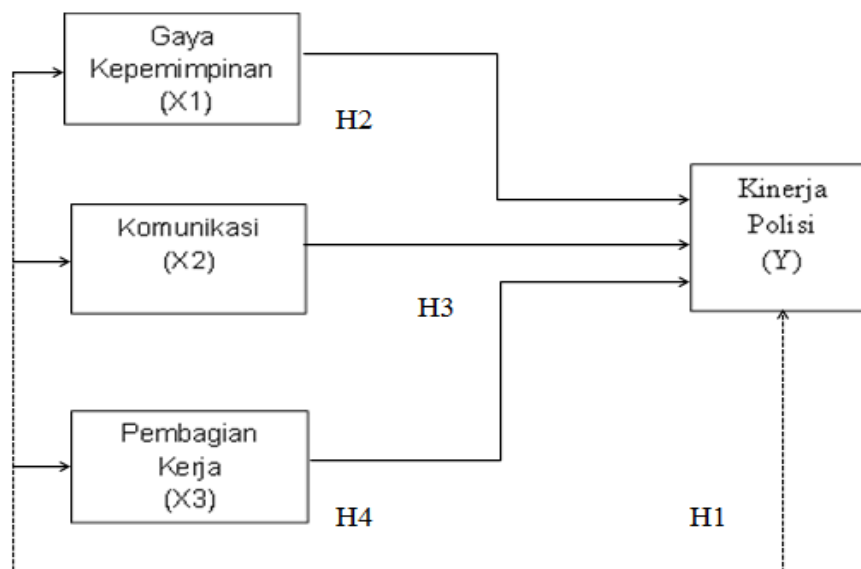 Gaya
Kepemimpinan
(X1)
H2
Kinerja
Polisi
(Y)
Komunikasi
(X2)
H3
Pembagian
Kerja
(X3)
H4
H1